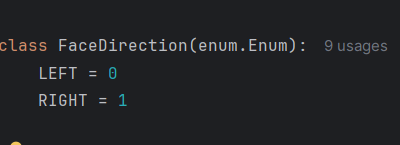 class FaceDirection(enum.Enum): 9 usages
LEFT = 0
RIGHT = 1